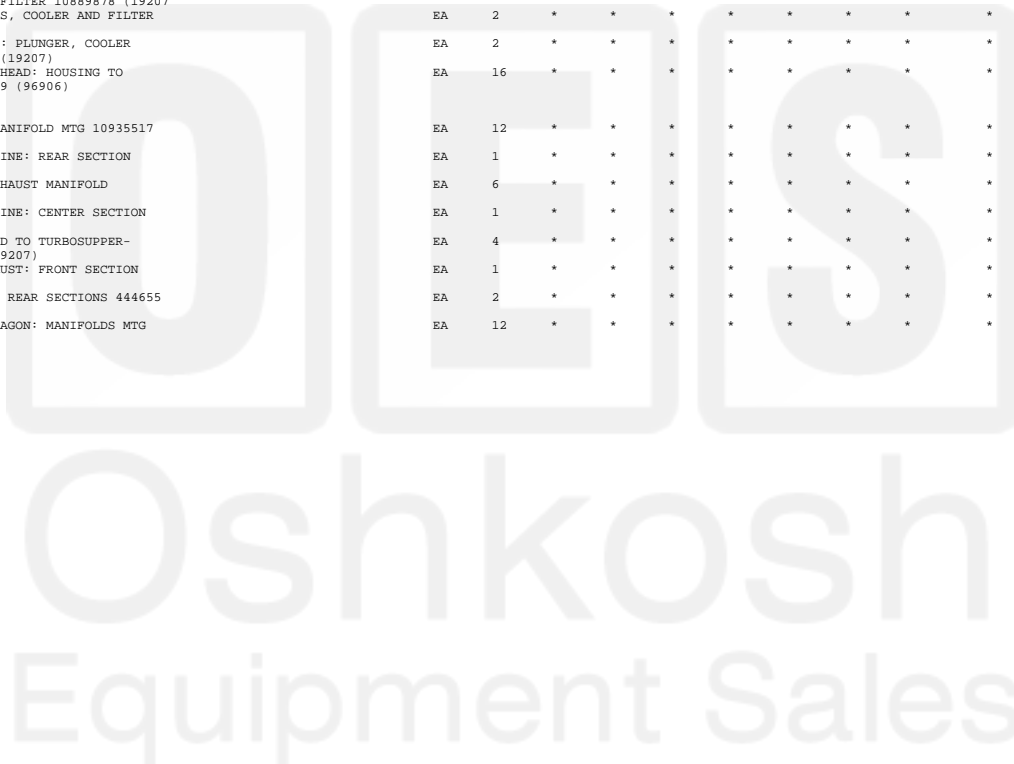 FILTER 10889878 (19207
S, COOLER AND FILTER EA 2 * * * * * * * *
: PLUNGER, COOLER EA 2 * * * * * * * *
(19207)
HEAD: HOUSING TO EA 16 * * * * * * * *
9 (96906)
ANIFOLD MTG 10935517 EA 12 * * * * * * * *
INE: REAR SECTION EA 1 * * * * * * * *
HAUST MANIFOLD EA 6 * * * * * * * *
INE: CENTER SECTION EA 1 * * * * * * * *
D TO TURBOSUPPER- EA 4 * * * * * * * *
9207)
UST: FRONT SECTION EA 1 * * * * * * * *
REAR SECTIONS 444655 EA 2 * * * * * * * *
AGON: MANIFOLDS MTG EA 12 * * * * * * * *
OES
Oshkosh
Equipment Sales